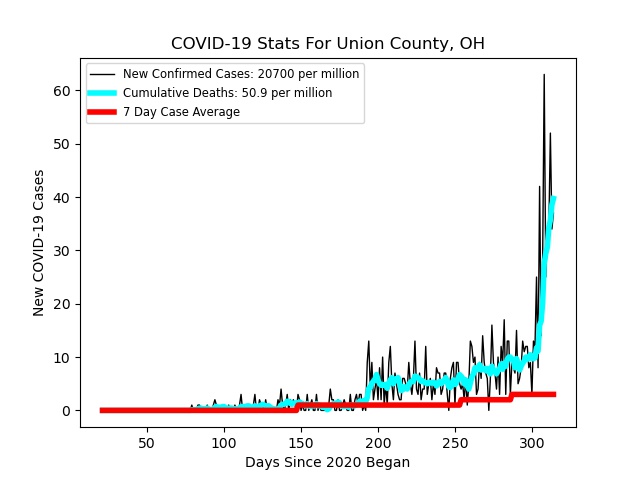 COVID-19 Stats For Union County, OH
New Confirmed Cases: 20700 per million
Cumulative Deaths: 50.9 per million
7 Day Case Average
New COVID-19 Cases
60
50
40
30
20
10
0
50 100 150 200 250 300
Days Since 2020 Began